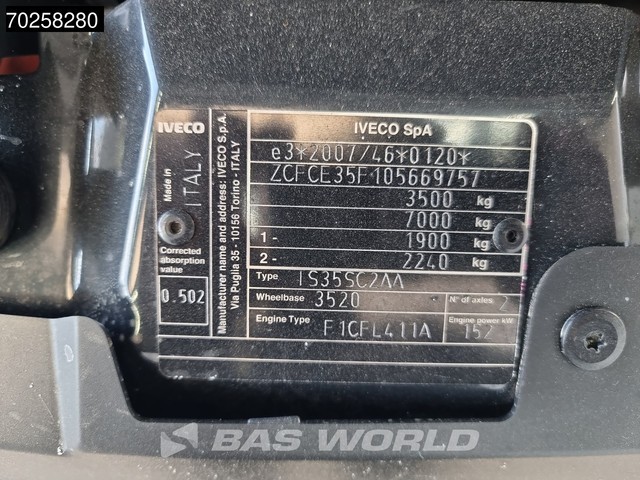 70258280
IVECO
Made in
ITALY
Corrected
absorption
value
0.502
Manufacturer name and address: IVECO S.p.A.
Via Puglia 35 - 10156 Torino - ITALY
IVECO SpA
e3*2007/46*0120*
ZCFCE35F105669757
3500 kg
7000 kg
1 - 1900 kg
2 - 2240 kg
Type IS35SC2AA
Wheelbase 3520 N° of axles 2
Engine Type F1CFL411A Engine power kW 152
BAS WORLD